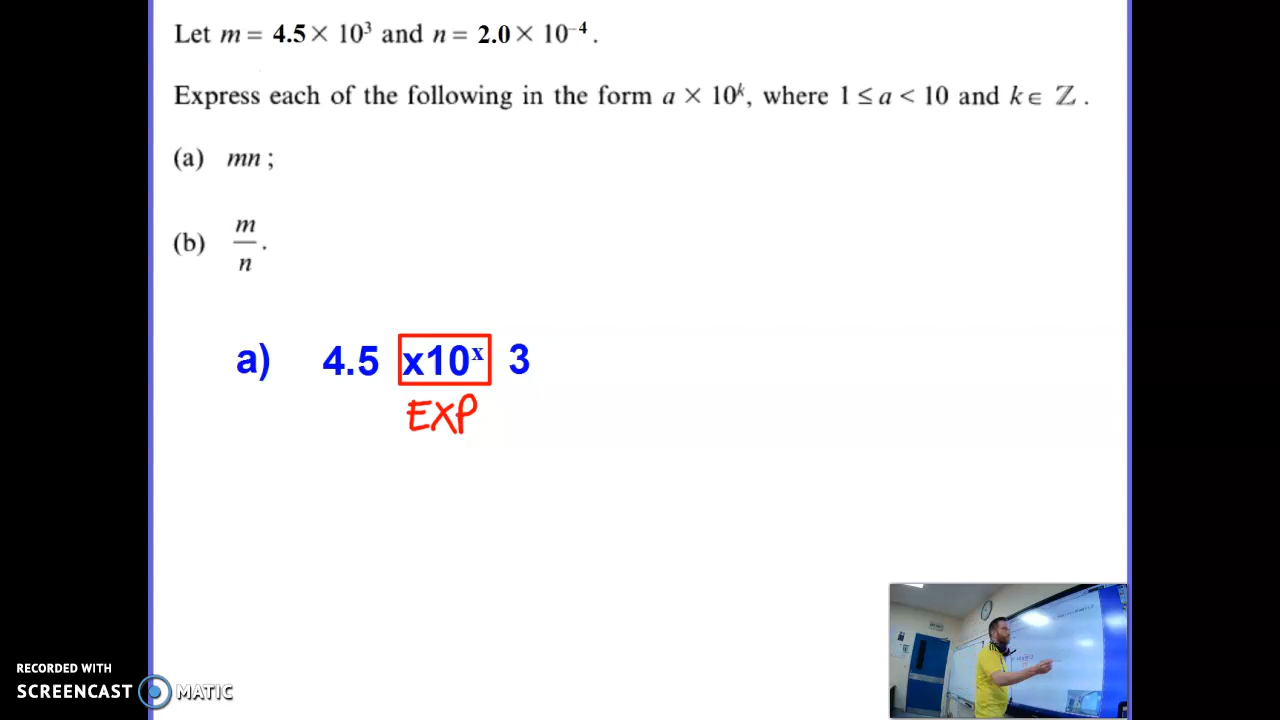 Let m = 4.5 × 10³ and n = 2.0 × 10⁻⁴ .
Express each of the following in the form a × 10ᵏ, where 1 ≤ a < 10 and k ∈ ℤ .
(a) mn ;
(b) m/n .
a) 4.5 x10ˣ 3
EXP
RECORDED WITH
SCREENCAST MATIC